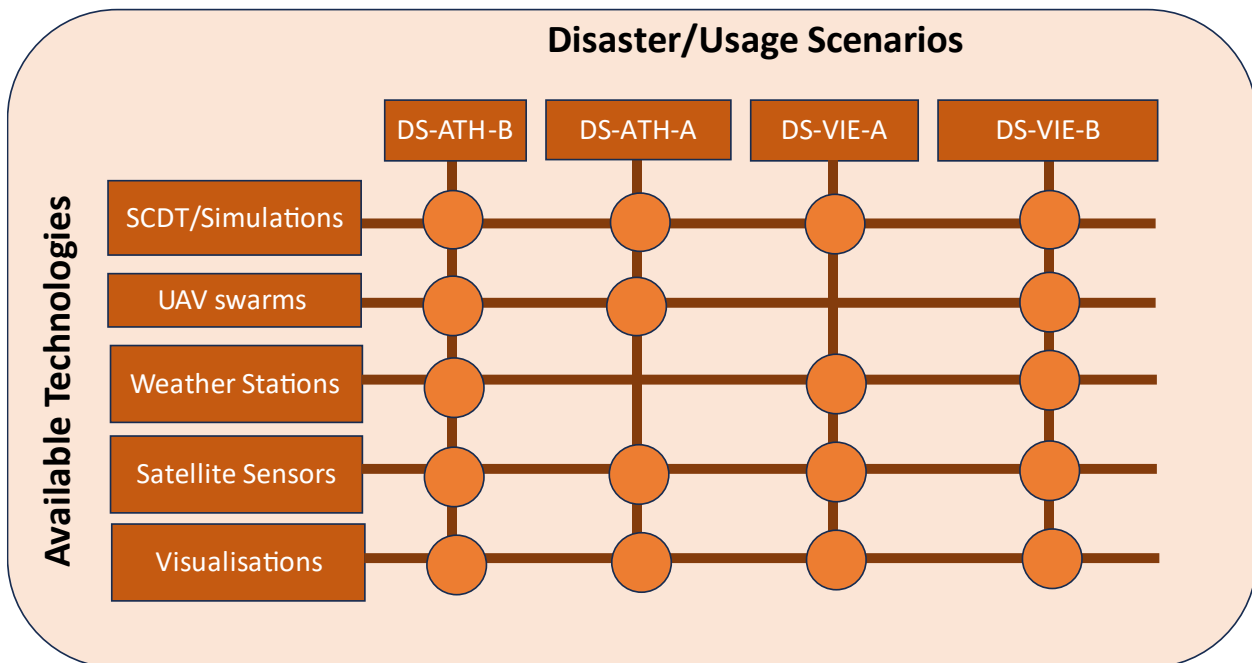 Disaster/Usage Scenarios
DS-ATH-B
DS-ATH-A
DS-VIE-A
DS-VIE-B
Available Technologies
SCDT/Simulations
UAV swarms
Weather Stations
Satellite Sensors
Visualisations